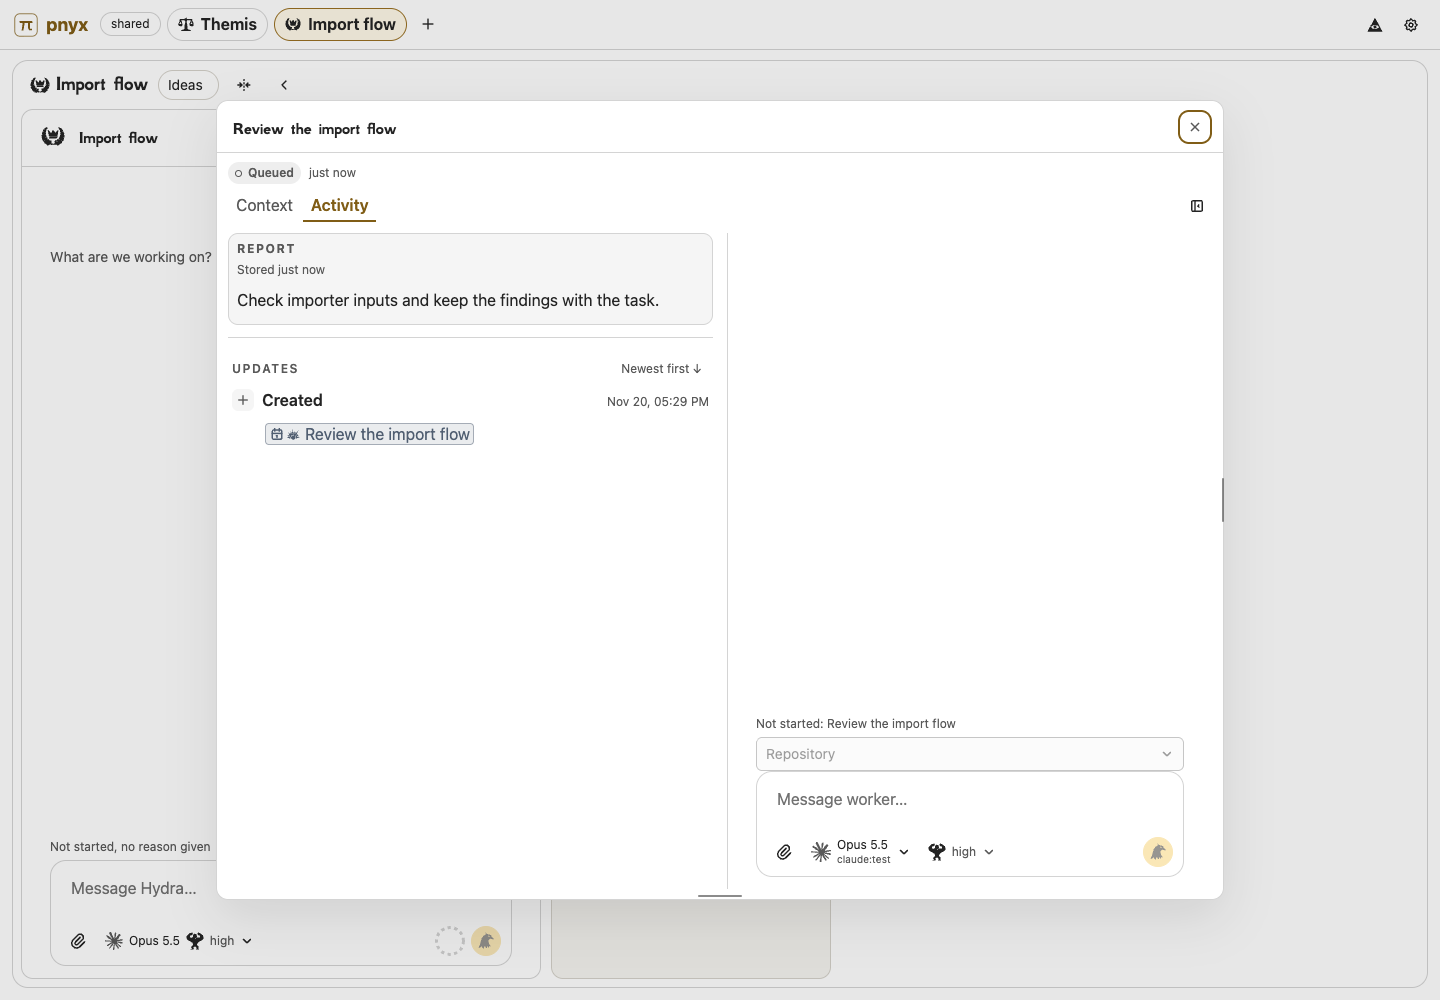 π pnyx shared Themis Import flow +
Import flow Ideas
Import flow
What are we working on?
Not started, no reason given
Message Hydra...
Opus 5.5 high
Review the import flow
Queued just now
Context Activity
REPORT
Stored just now
Check importer inputs and keep the findings with the task.
UPDATES Newest first ↓
Created Nov 20, 05:29 PM
Review the import flow
Not started: Review the import flow
Repository
Message worker...
Opus 5.5 high
claude:test